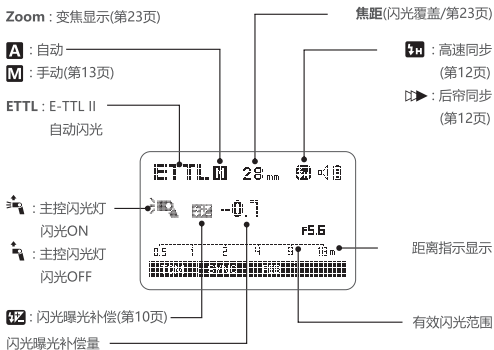 Zoom : 变焦显示(第23页)
A : 自动
M : 手动(第13页)
ETTL : E-TTL II
自动闪光
焦距(闪光覆盖/第23页)
H : 高速同步
(第12页)
: 后帘同步
(第12页)
ETTL M 28 mm
-0.7
F5.6
0.5 1 2 4 9 18 m
: 主控闪光灯
闪光ON
: 主控闪光灯
闪光OFF
距离指示显示
: 闪光曝光补偿(第10页)
闪光曝光补偿量
有效闪光范围